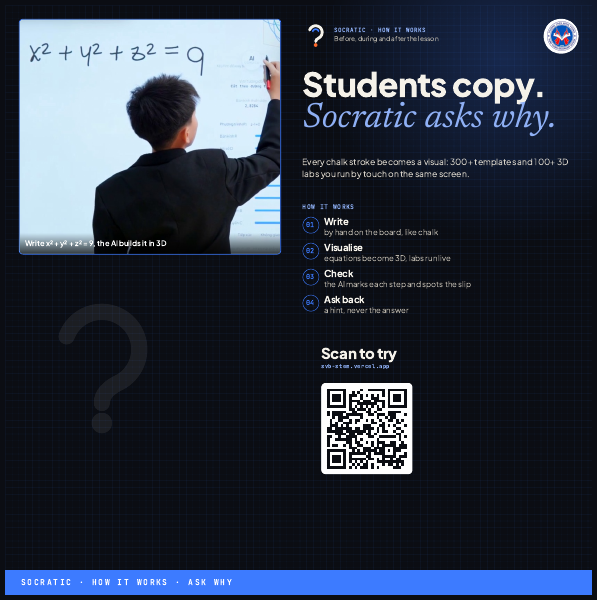 x² + y² + z² = 9
AI
Write x² + y² + z² = 9, the AI builds it in 3D
SOCRATIC · HOW IT WORKS
Before, during and after the lesson
Students copy.
Socratic asks why.
Every chalk stroke becomes a visual: 300+ templates and 100+ 3D
labs you run by touch on the same screen.
HOW IT WORKS
01 Write
by hand on the board, like chalk
02 Visualise
equations become 3D, labs run live
03 Check
the AI marks each step and spots the slip
04 Ask back
a hint, never the answer
Scan to try
svb-stem.vercel.app
SOCRATIC · HOW IT WORKS · ASK WHY